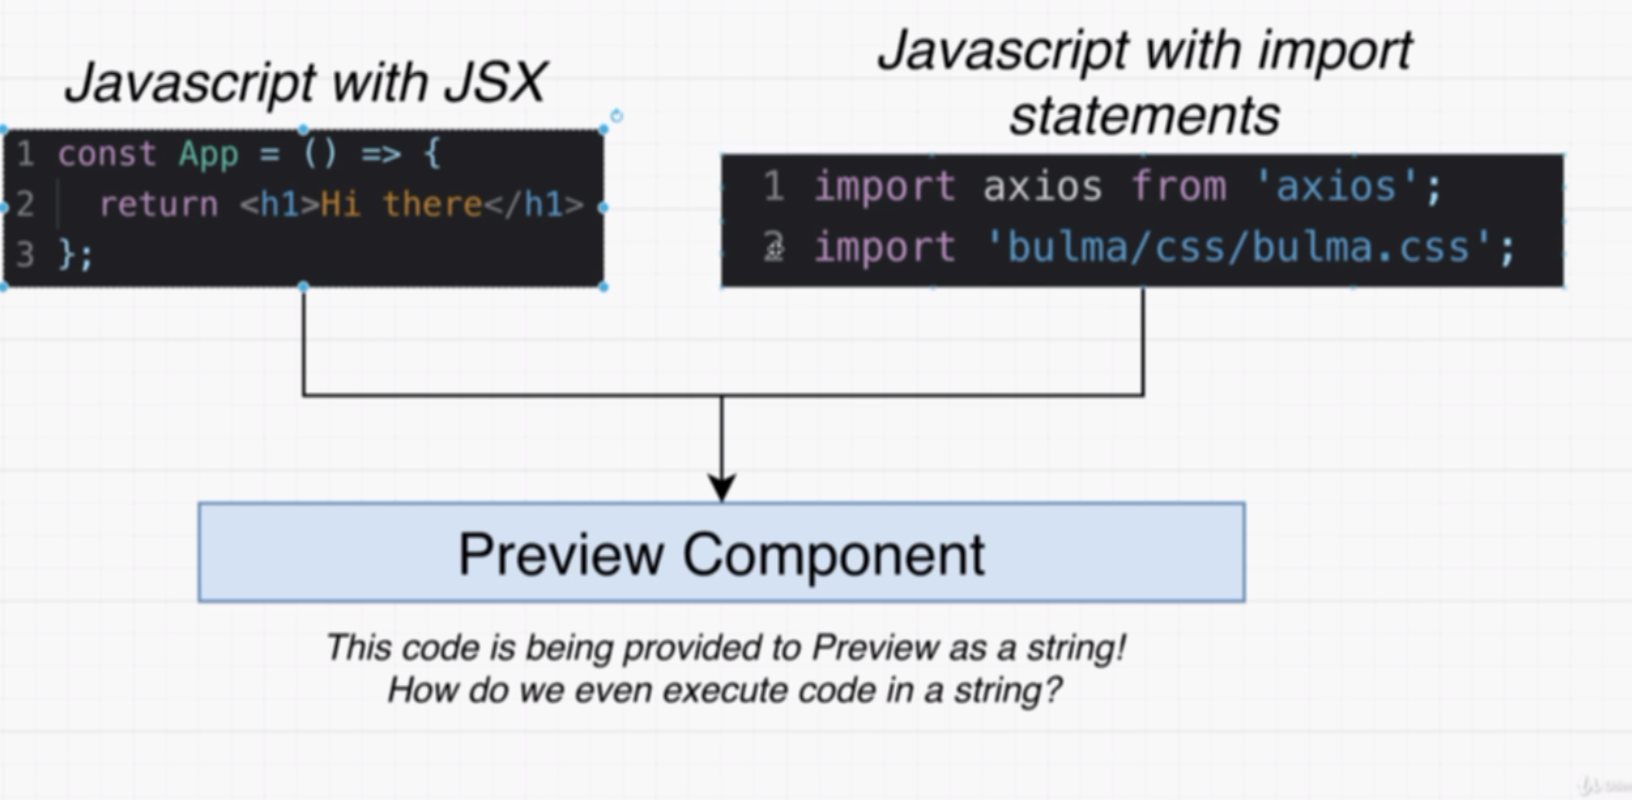 Javascript with JSX
1 const App = () => {
2 return <h1>Hi there</h1>
3 };
Javascript with import
statements
1 import axios from 'axios';
2 import 'bulma/css/bulma.css';
Preview Component
This code is being provided to Preview as a string!
How do we even execute code in a string?